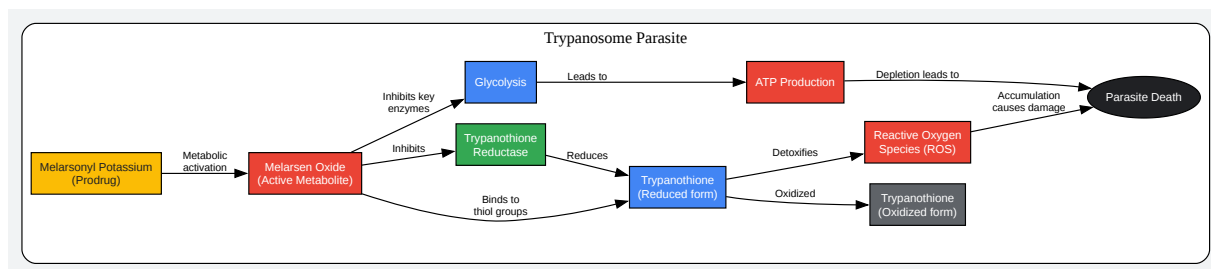 Trypanosome Parasite
Glycolysis
Leads to
ATP Production
Depletion leads to
Parasite Death
Inhibits key
enzymes
Accumulation
causes damage
Melarsonyl Potassium
(Prodrug)
Metabolic
activation
Melarsen Oxide
(Active Metabolite)
Inhibits
Trypanothione
Reductase
Reduces
Trypanothione
(Reduced form)
Detoxifies
Reactive Oxygen
Species (ROS)
Binds to
thiol groups
Oxidized
Trypanothione
(Oxidized form)